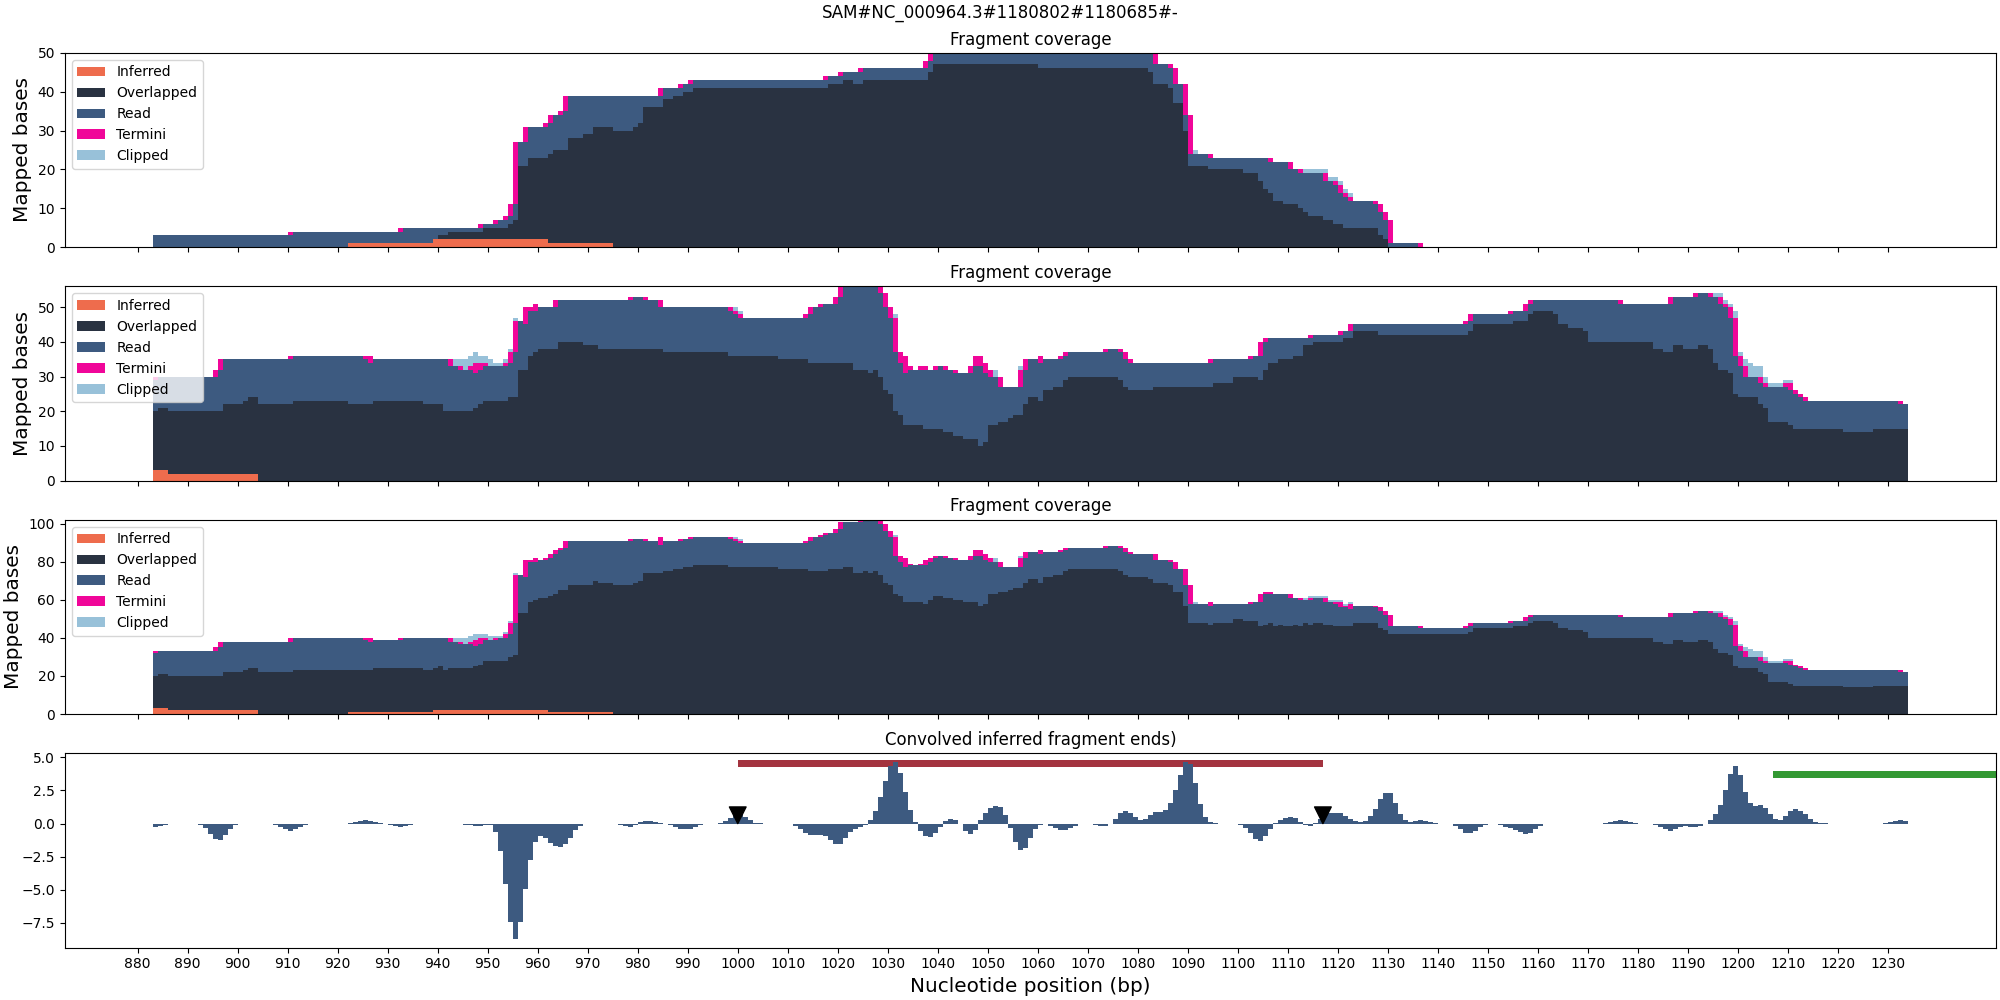 SAM#NC_000964.3#1180802#1180685#-
Fragment coverage
Mapped bases
50
40
30
20
10
0
Inferred
Overlapped
Read
Termini
Clipped
Fragment coverage
Mapped bases
50
40
30
20
10
0
Inferred
Overlapped
Read
Termini
Clipped
Fragment coverage
Mapped bases
100
80
60
40
20
0
Inferred
Overlapped
Read
Termini
Clipped
Convolved inferred fragment ends)
5.0
2.5
0.0
−2.5
−5.0
−7.5
880 890 900 910 920 930 940 950 960 970 980 990 1000 1010 1020 1030 1040 1050 1060 1070 1080 1090 1100 1110 1120 1130 1140 1150 1160 1170 1180 1190 1200 1210 1220 1230
Nucleotide position (bp)